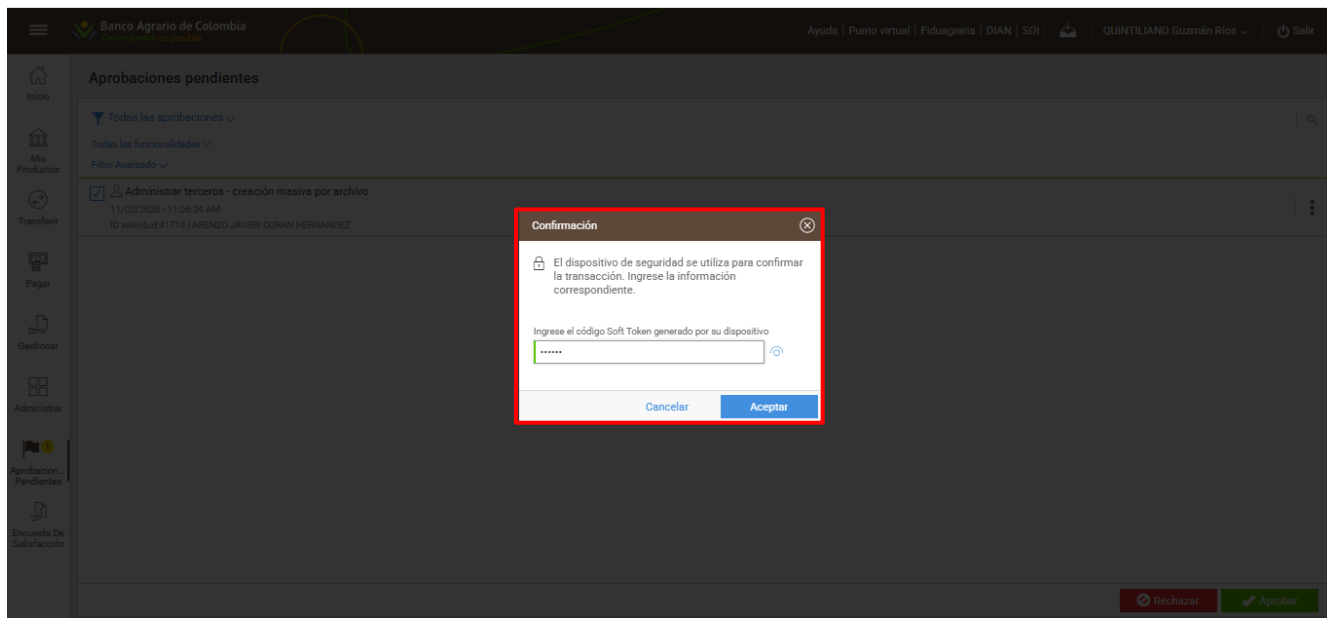 Banco Agrario de Colombia
Ayuda | Punto virtual | Fiduagraria | DIAN | SOI | QUINTILIANO Guzmán Ríos | Salir
Inicio
Mis
Productos
Transferir
Pagar
Gestionar
Administrar
1
Aprobacion...
Pendientes
Encuesta De
Satisfacción
Aprobaciones pendientes
Todas las aprobaciones
Todas las funcionalidades
Filtro Avanzado
Administrar terceros - creación masiva por archivo
11/02/2026 - 11:06:24 AM
ID solicitud:41719 | ARENZO JAVIER DURAN HERNANDEZ
Confirmación
El dispositivo de seguridad se utiliza para confirmar
la transacción. Ingrese la información
correspondiente.
Ingrese el código Soft Token generado por su dispositivo
••••••
Cancelar
Aceptar
Rechazar
Aprobar